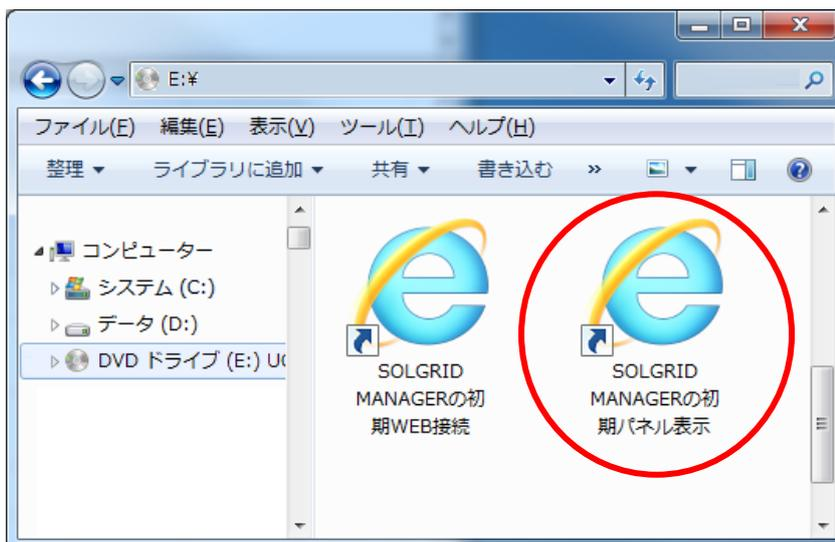 E:¥
ファイル(F) 編集(E) 表示(V) ツール(T) ヘルプ(H)
整理 ライブラリに追加 共有 書き込む »
コンピューター
システム (C:)
データ (D:)
DVD ドライブ (E:)
SOLGRID
MANAGERの初
期WEB接続
SOLGRID
MANAGERの初
期パネル表示